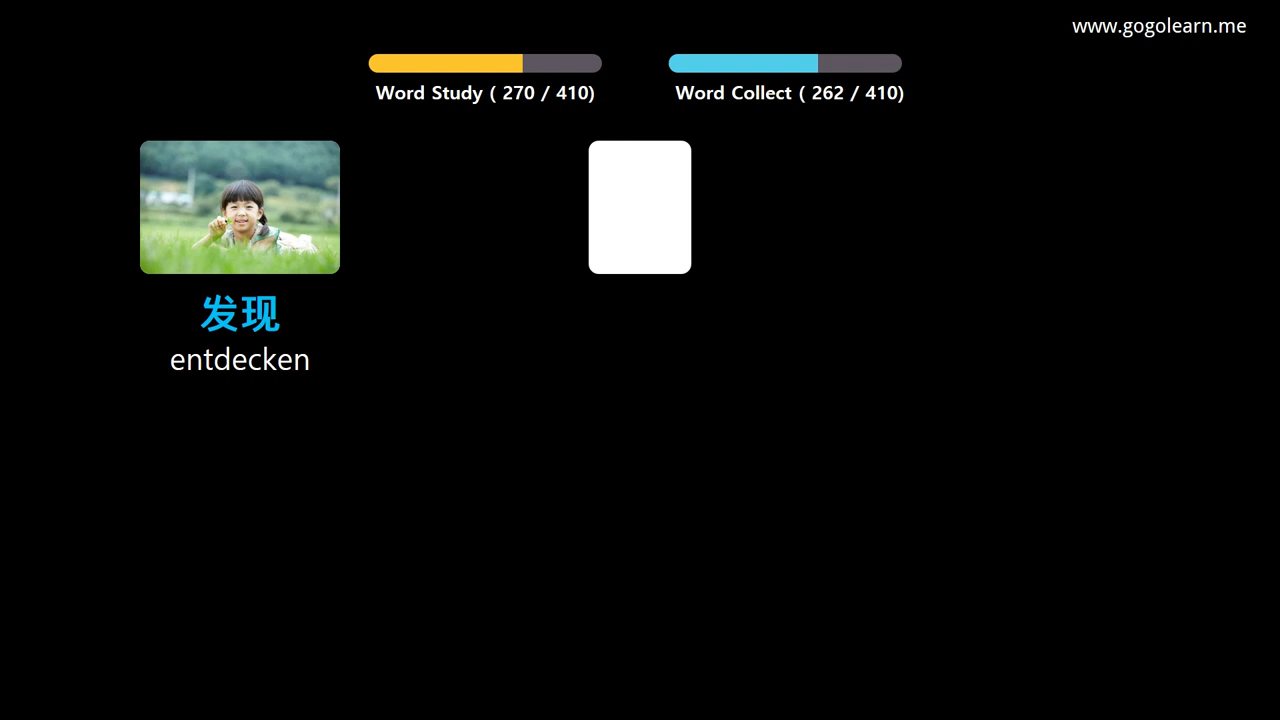 www.gogolearn.me
Word Study ( 270 / 410)
Word Collect ( 262 / 410)
发现
entdecken